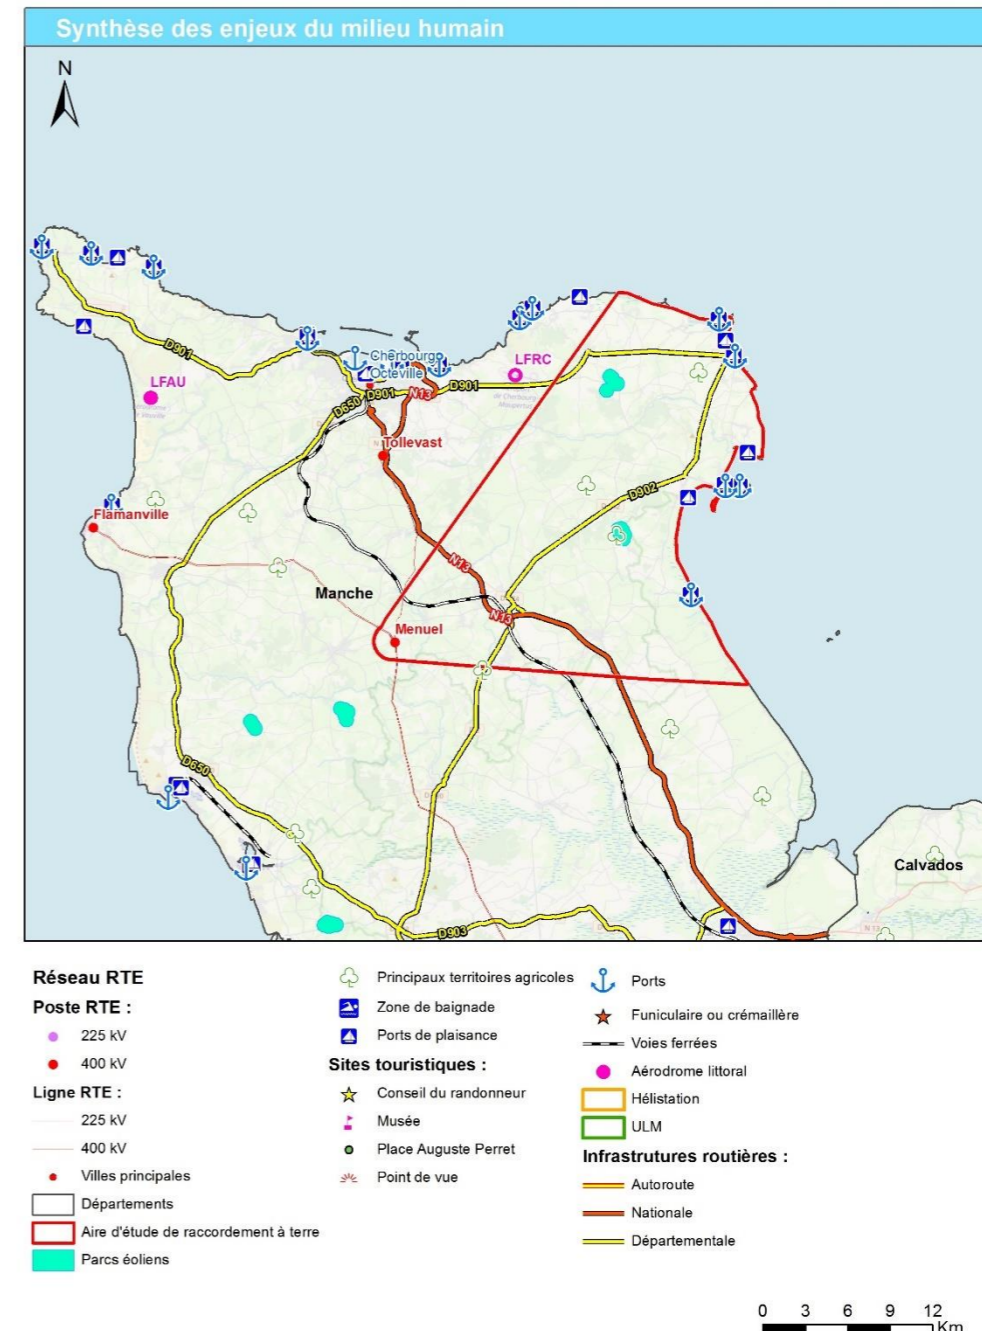 Synthèse des enjeux du milieu humain
N
D901
LFAU
Cherbourg
Octeville
LFRC
D650
D901
N13
D901
Tollevast
D902
Flamanville
N13
Manche
N13
Menuel
D650
Calvados
N 13
D903
Réseau RTE
Poste RTE :
225 kV
400 kV
Ligne RTE :
225 kV
400 kV
Villes principales
Départements
Aire d'étude de raccordement à terre
Parcs éoliens
Principaux territoires agricoles
Zone de baignade
Ports de plaisance
Sites touristiques :
Conseil du randonneur
Musée
Place Auguste Perret
Point de vue
Ports
Funiculaire ou crémaillère
Voies ferrées
Aérodrome littoral
Hélistation
ULM
Infrastrutures routières :
Autoroute
Nationale
Départementale
0 3 6 9 12
Km